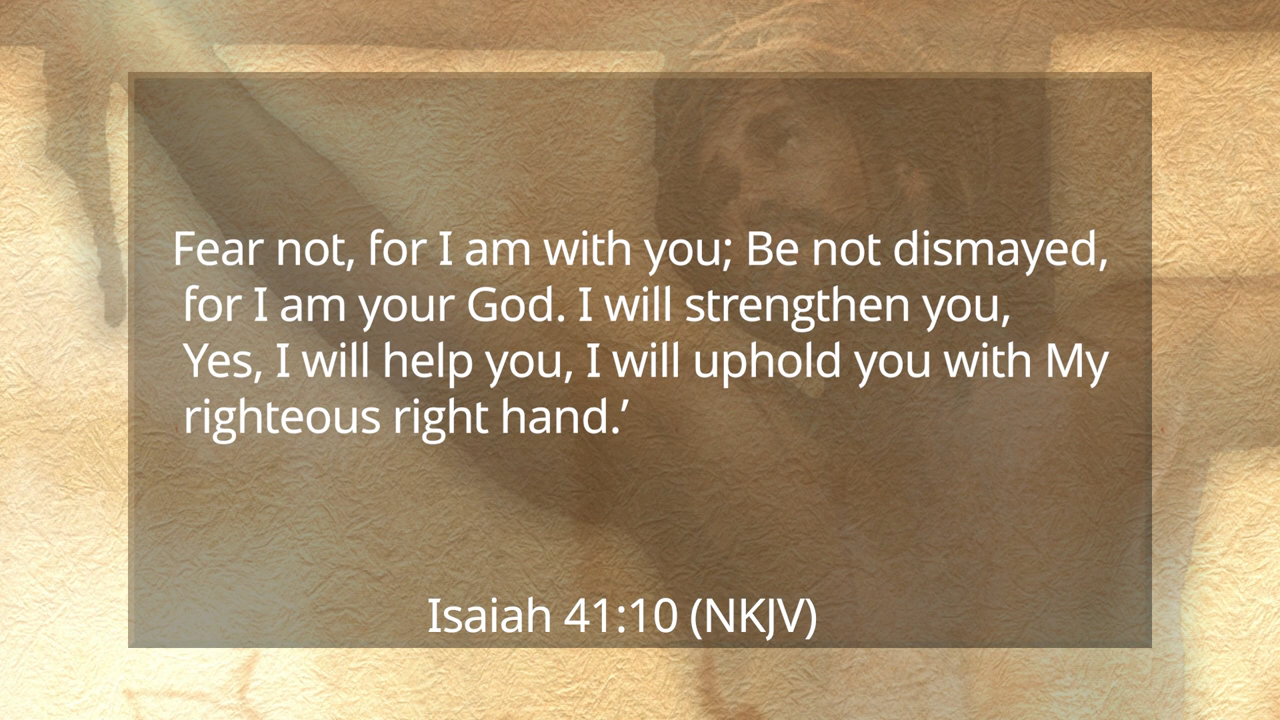 Fear not, for I am with you; Be not dismayed,
for I am your God. I will strengthen you,
Yes, I will help you, I will uphold you with My
righteous right hand.’
Isaiah 41:10 (NKJV)